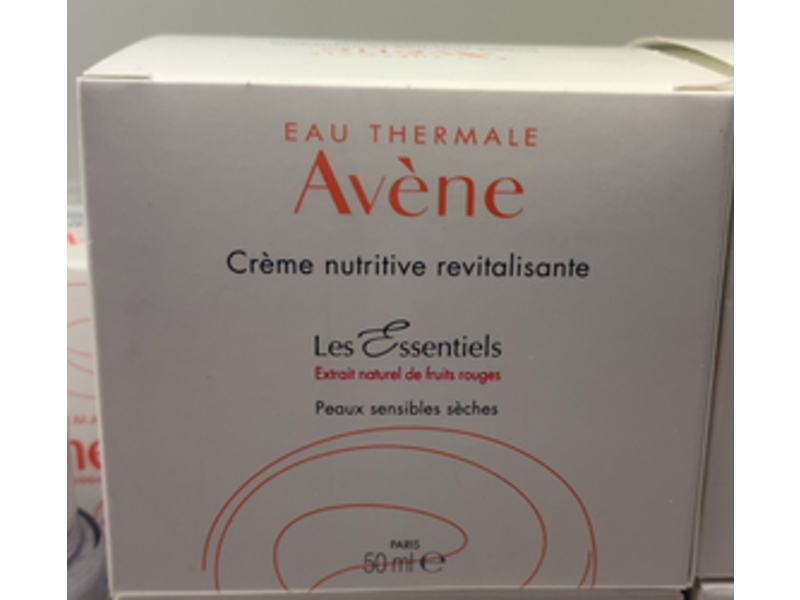 EAU THERMALE
Avène
Crème nutritive revitalisante
Les Essentiels
Extrait naturel de fruits rouges
Peaux sensibles sèches
PARIS
50 ml e